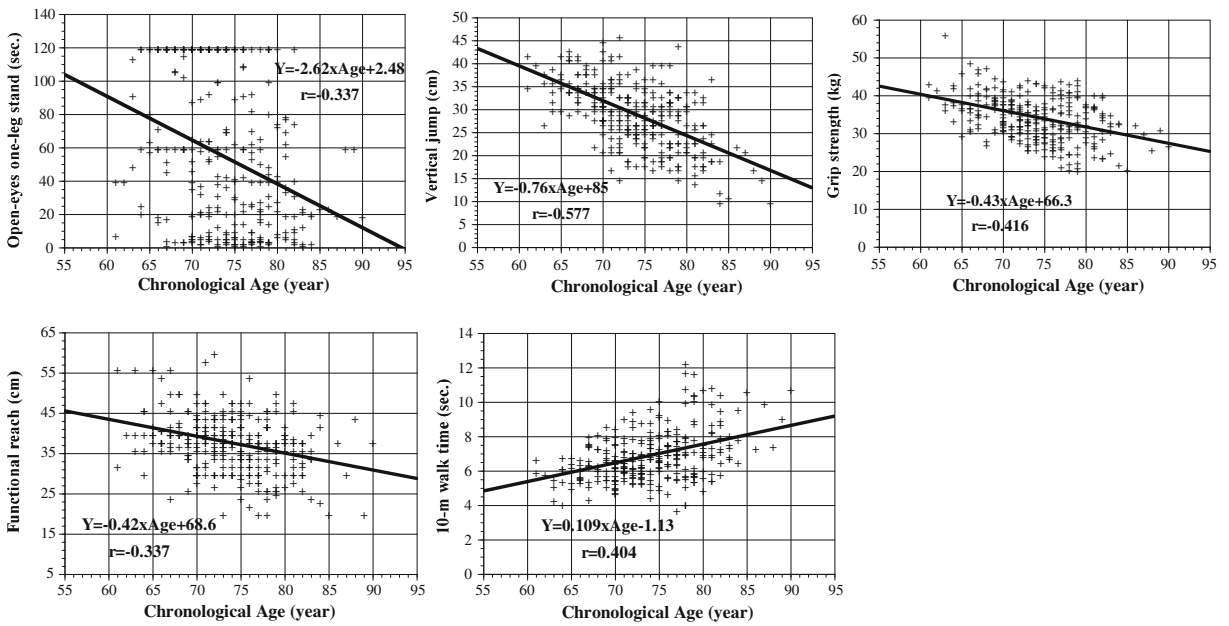 Open-eyes one-leg stand (sec.)
140
120
100
80
60
40
20
0
Y=-2.62xAge+2.48
r=-0.337
55 60 65 70 75 80 85 90 95
Chronological Age (year)
Vertical jump (cm)
50
45
40
35
30
25
20
15
10
5
0
Y=-0.76xAge+85
r=-0.577
55 60 65 70 75 80 85 90 95
Chronological Age (year)
Grip strength (kg)
60
50
40
30
20
10
0
Y=-0.43xAge+66.3
r=-0.416
55 60 65 70 75 80 85 90 95
Chronological Age (year)
Functional reach (cm)
65
55
45
35
25
15
5
Y=-0.42xAge+68.6
r=-0.337
55 60 65 70 75 80 85 90 95
Chronological Age (year)
10-m walk time (sec.)
14
12
10
8
6
4
2
0
Y=0.109xAge-1.13
r=0.404
55 60 65 70 75 80 85 90 95
Chronological Age (year)